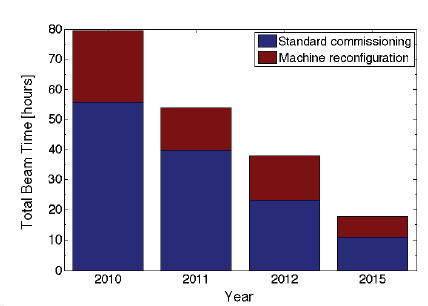 80
70
60
50
40
30
20
10
0
Total Beam Time [hours]
Standard commissioning
Machine reconfiguration
2010 2011 2012 2015
Year